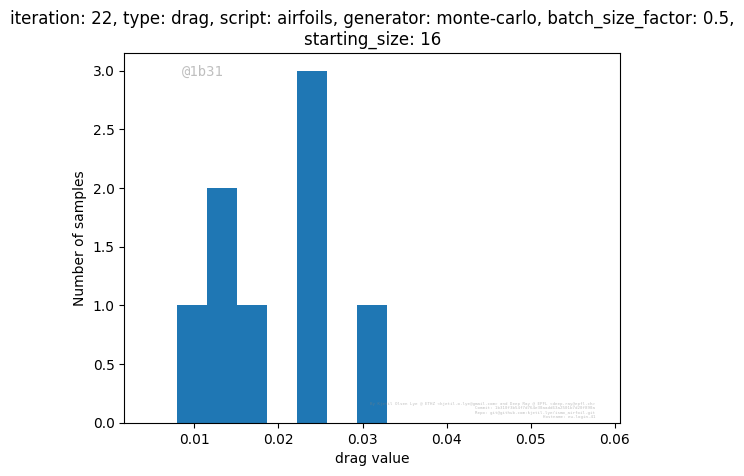 iteration: 22, type: drag, script: airfoils, generator: monte-carlo, batch_size_factor: 0.5,
starting_size: 16
@1b31
3.0
2.5
2.0
1.5
1.0
0.5
0.0
Number of samples
0.01
0.02
0.03
0.04
0.05
0.06
drag value